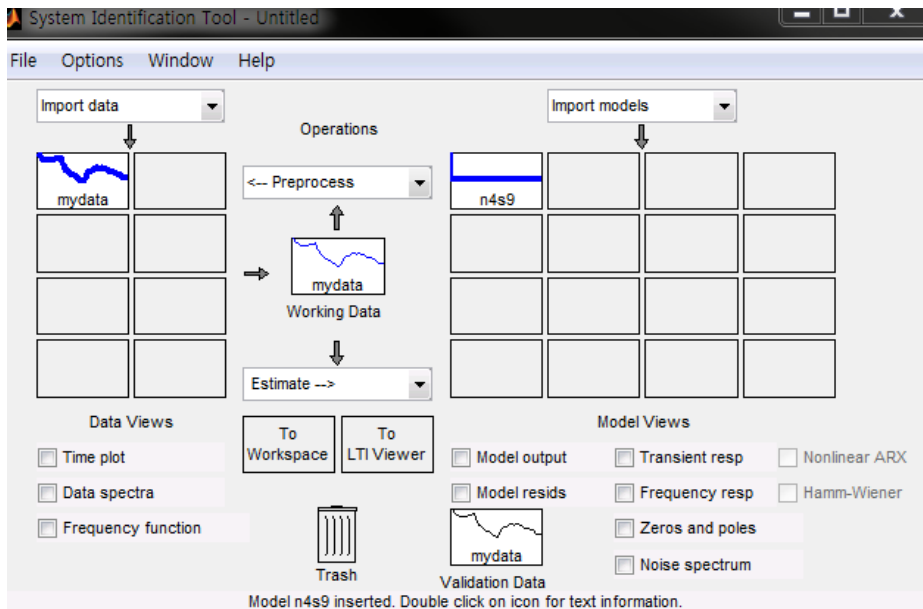 System Identification Tool - Untitled
File Options Window Help
Import data
Import models
Operations
mydata
<-- Preprocess
n4s9
mydata
Working Data
Estimate -->
Data Views
To Workspace
To LTI Viewer
Model Views
Time plot
Data spectra
Frequency function
Model output
Transient resp
Nonlinear ARX
Model resids
Frequency resp
Hamm-Wiener
Zeros and poles
Noise spectrum
mydata
Trash
Validation Data
Model n4s9 inserted. Double click on icon for text information.